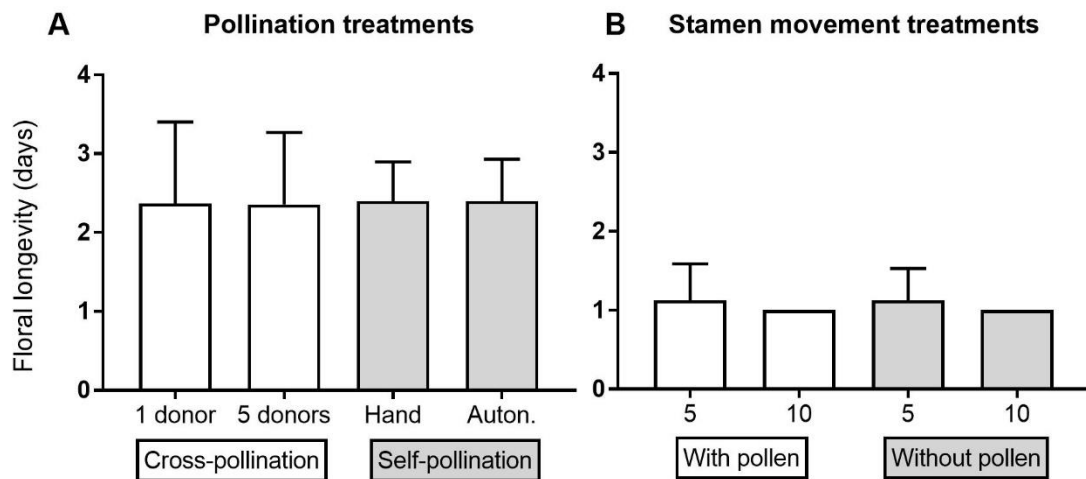 A Pollination treatments
Floral longevity (days)
4
3
2
1
0
1 donor 5 donors Hand Auton.
Cross-pollination Self-pollination
B Stamen movement treatments
4
3
2
1
0
5 10 5 10
With pollen Without pollen